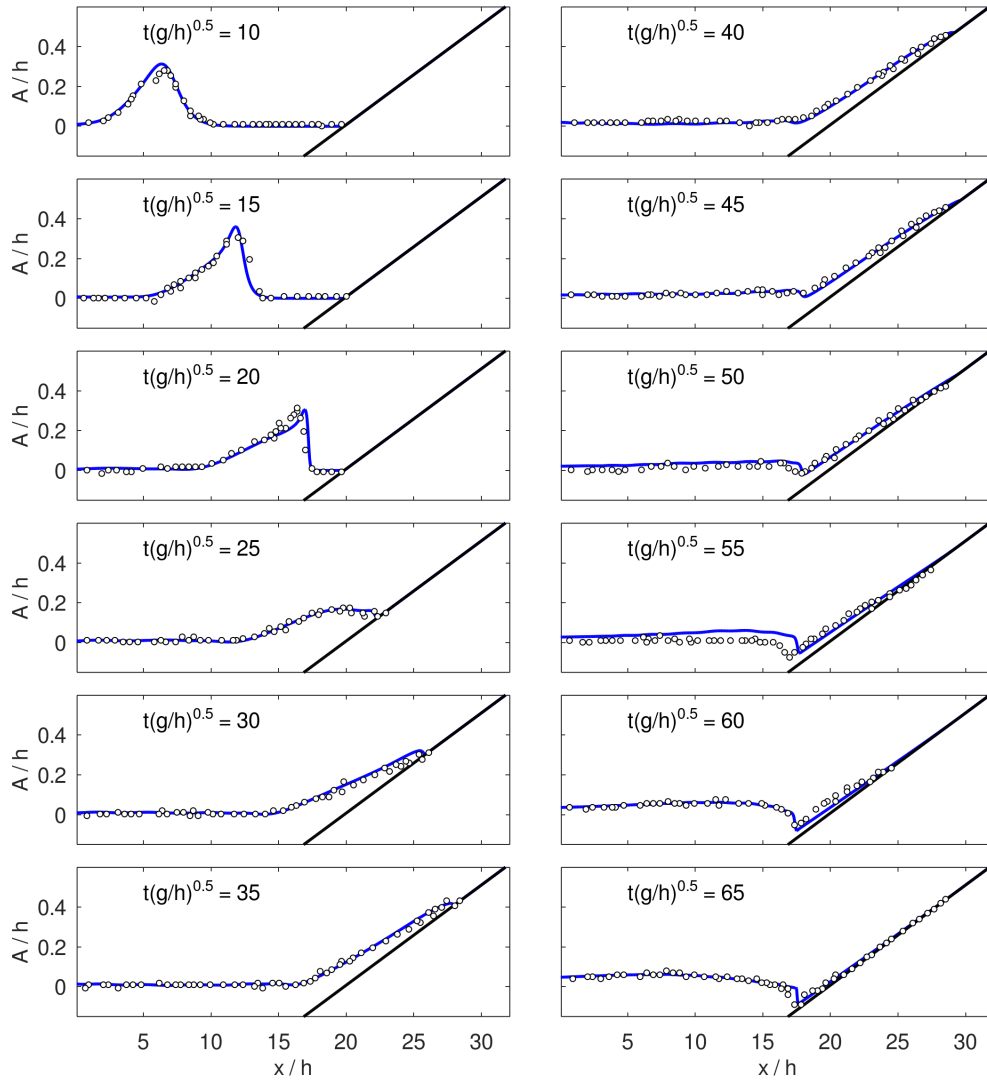 t(g/h)^0.5 = 10
A / h
0.4
0.2
0
t(g/h)^0.5 = 15
A / h
0.4
0.2
0
t(g/h)^0.5 = 20
A / h
0.4
0.2
0
t(g/h)^0.5 = 25
A / h
0.4
0.2
0
t(g/h)^0.5 = 30
A / h
0.4
0.2
0
t(g/h)^0.5 = 35
A / h
0.4
0.2
0
5 10 15 20 25 30
x / h
t(g/h)^0.5 = 40
t(g/h)^0.5 = 45
t(g/h)^0.5 = 50
t(g/h)^0.5 = 55
t(g/h)^0.5 = 60
t(g/h)^0.5 = 65
5 10 15 20 25 30
x / h